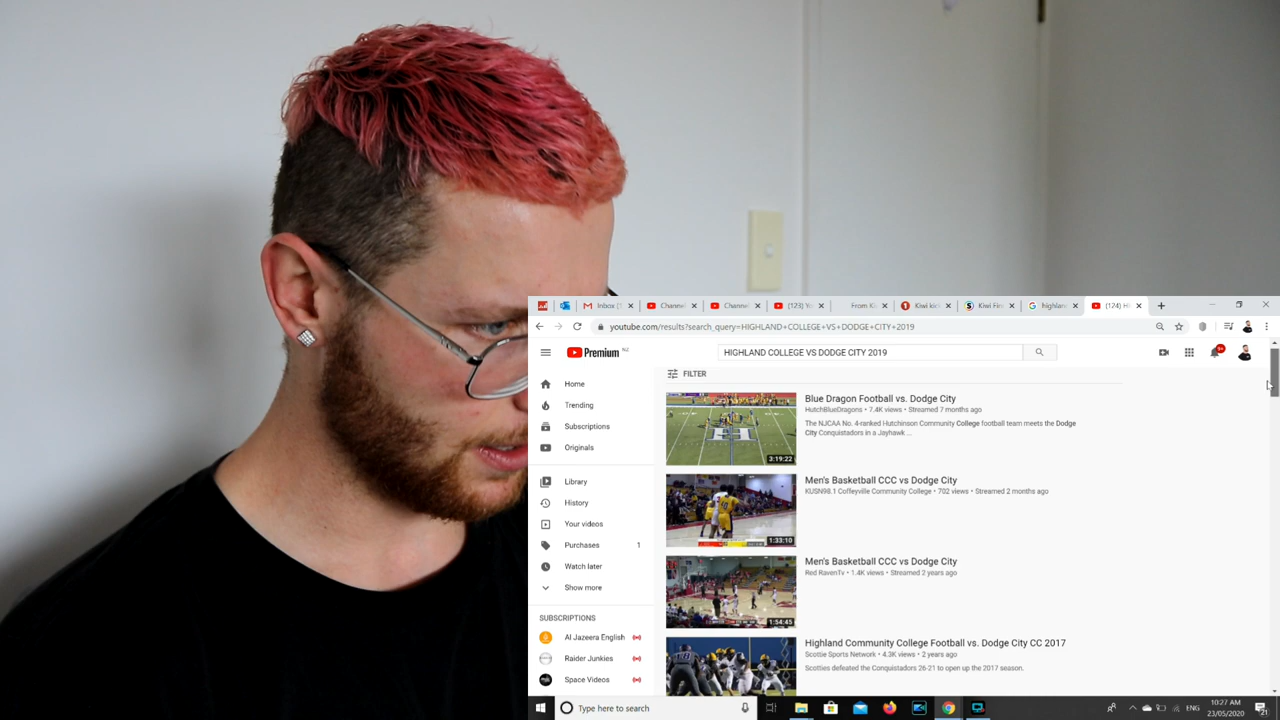 Inbox (
Channel
Channel
(123) Yo
From K
Kiwi kic
Kiwi Fin
highlan
(124) HI
youtube.com/results?search_query=HIGHLAND+COLLEGE+VS+DODGE+CITY+2019
Premium NZ
HIGHLAND COLLEGE VS DODGE CITY 2019
9+
FILTER
Home
Trending
Subscriptions
Originals
Library
History
Your videos
Purchases 1
Watch later
Show more
SUBSCRIPTIONS
Al Jazeera English
Raider Junkies
Space Videos
Blue Dragon Football vs. Dodge City
HutchBlueDragons • 7.4K views • Streamed 7 months ago
The NJCAA No. 4-ranked Hutchinson Community College football team meets the Dodge
City Conquistadors in a Jayhawk ...
3:19:22
Men's Basketball CCC vs Dodge City
KUSN98.1 Coffeyville Community College • 702 views • Streamed 2 months ago
1:33:10
Men's Basketball CCC vs Dodge City
Red RavenTv • 1.4K views • Streamed 2 years ago
1:54:45
Highland Community College Football vs. Dodge City CC 2017
Scottie Sports Network • 4.3K views • 2 years ago
Scotties defeated the Conquistadors 26-21 to open up the 2017 season.
Type here to search
ENG
10:27 AM
23/05/2020
21